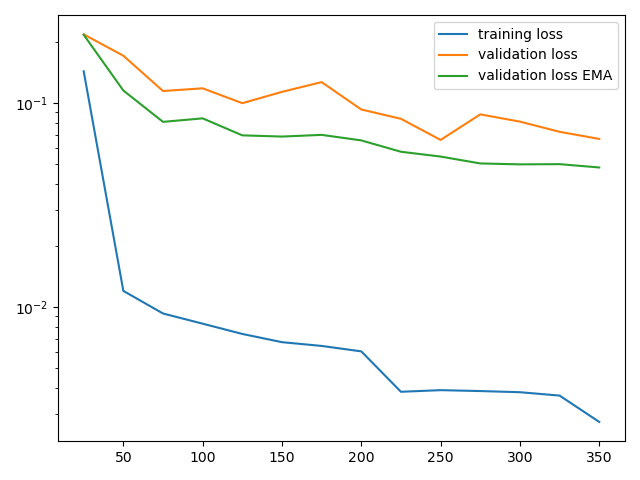 training loss
validation loss
validation loss EMA
10⁻¹
10⁻²
50 100 150 200 250 300 350